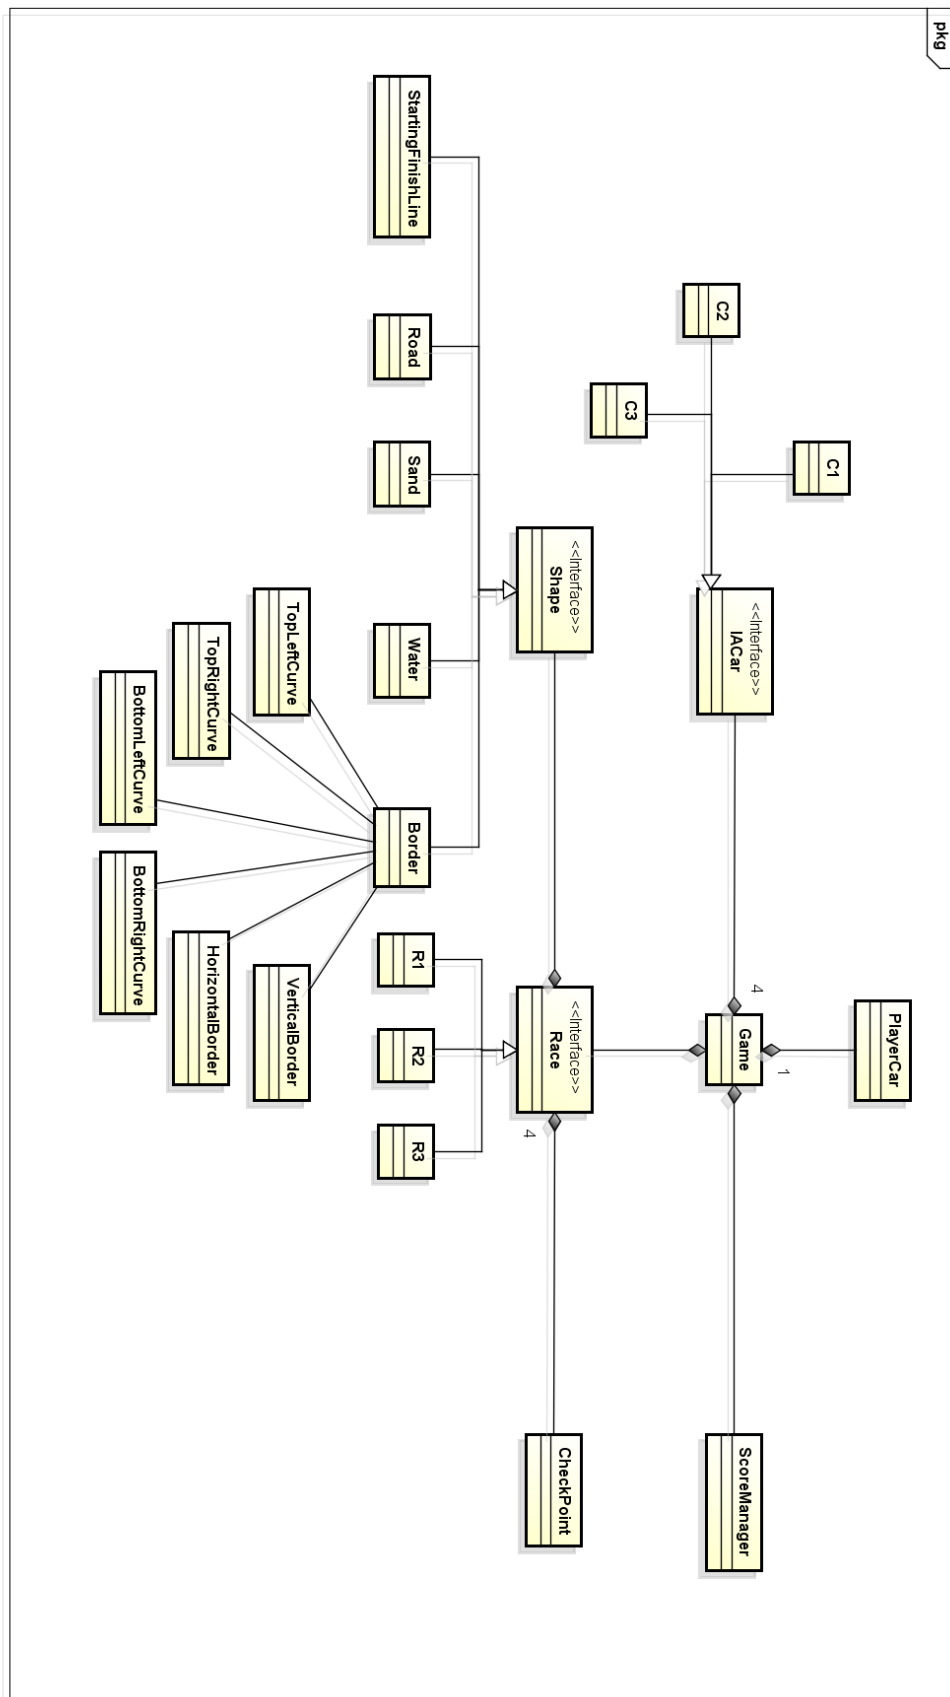 pkg
PlayerCar
1
C1
C2
C3
<<Interface>>
IACar
4
Game
ScoreManager
<<Interface>>
Shape
<<Interface>>
Race
4
CheckPoint
StartingFinishLine
Road
Sand
Water
Border
R1
R2
R3
TopLeftCurve
VerticalBorder
TopRightCurve
HorizontalBorder
BottomLeftCurve
BottomRightCurve